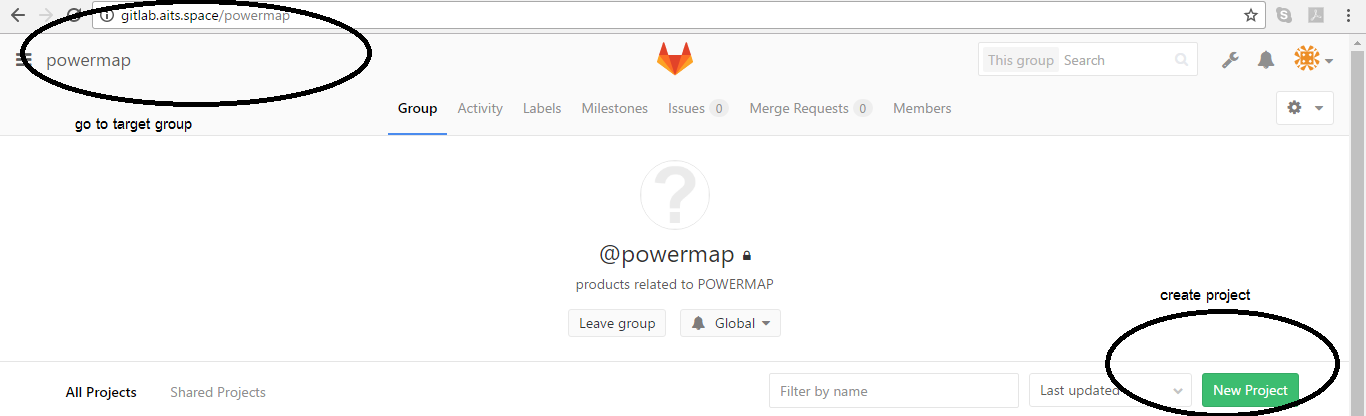 gitlab.aits.space/powermap
powermap
This group Search
go to target group
Group Activity Labels Milestones Issues 0 Merge Requests 0 Members
@powermap
products related to POWERMAP
Leave group Global
create project
All Projects Shared Projects Filter by name Last updated New Project